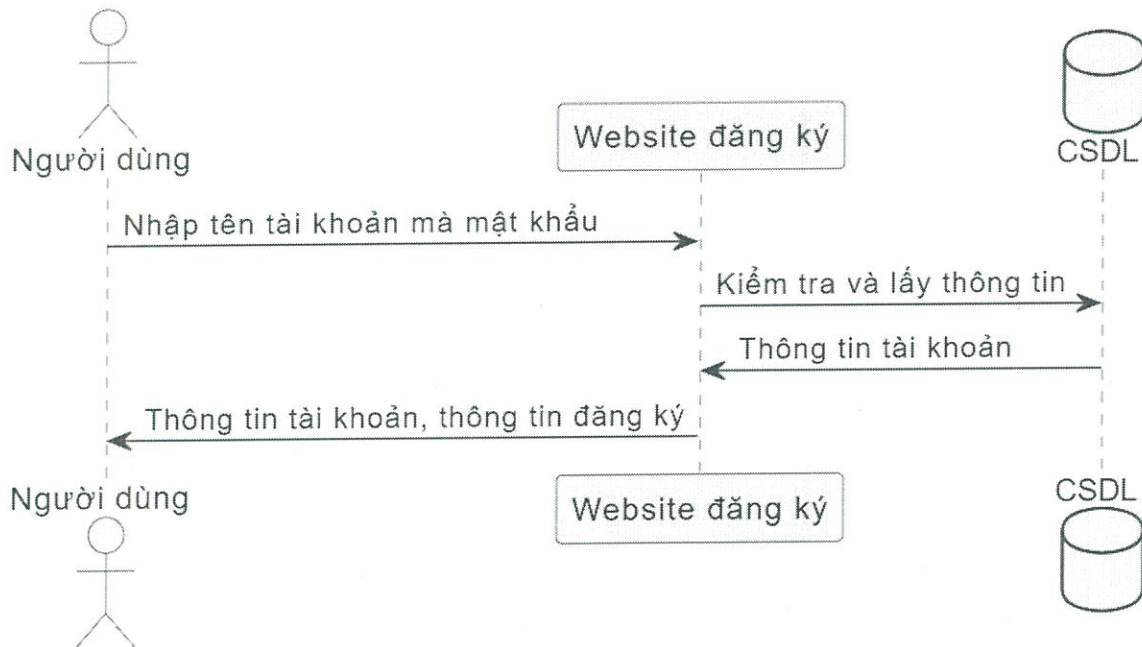 Người dùng
Website đăng ký
CSDL
Nhập tên tài khoản mà mật khẩu
Kiểm tra và lấy thông tin
Thông tin tài khoản
Thông tin tài khoản, thông tin đăng ký
Người dùng
Website đăng ký
CSDL